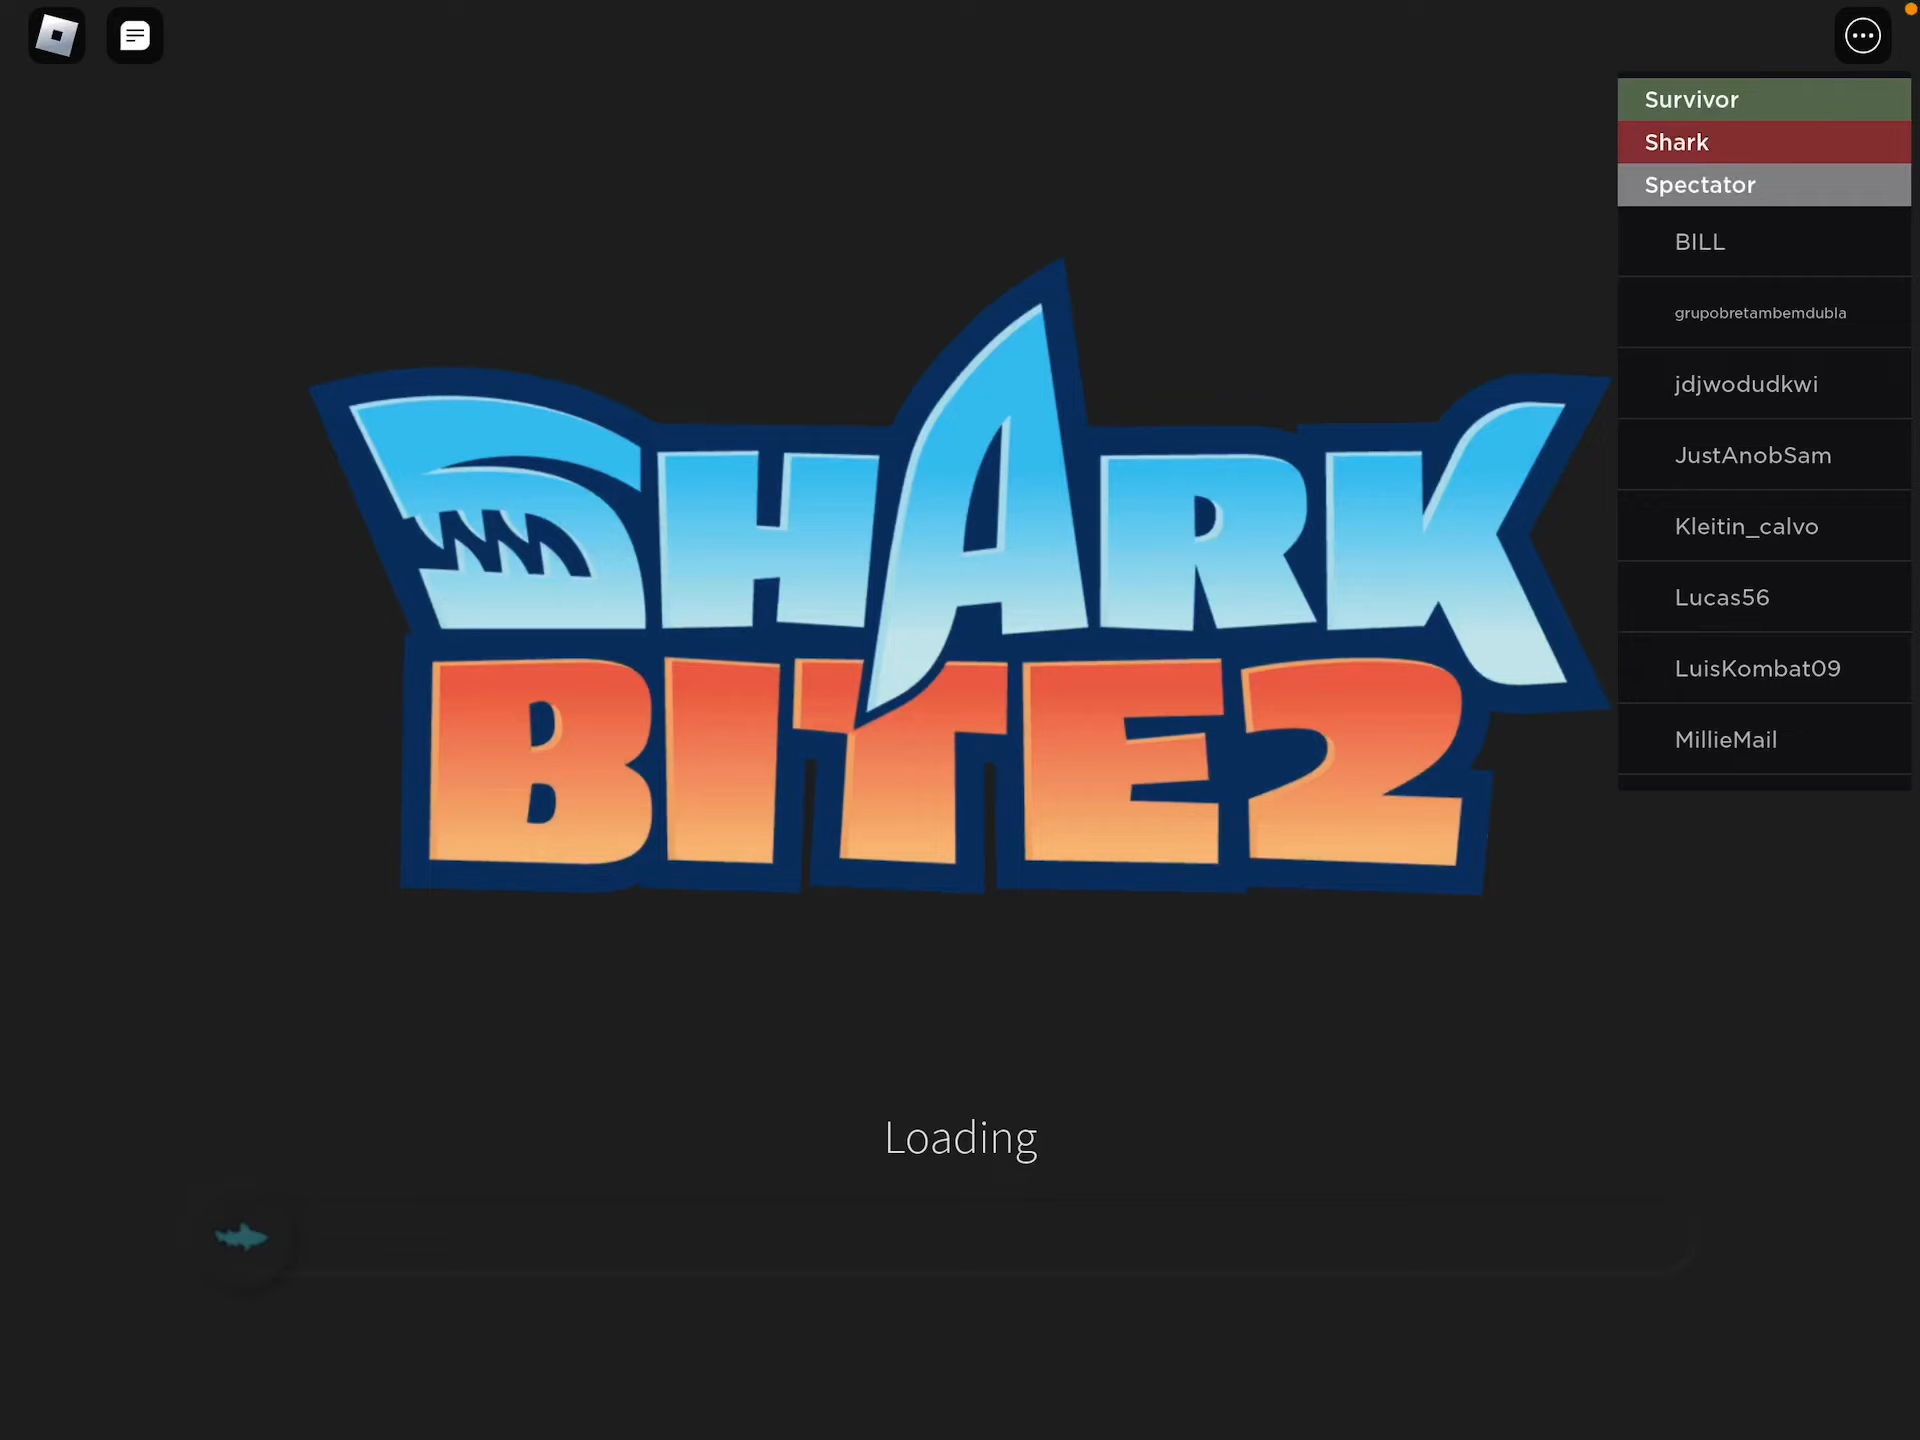 Survivor
Shark
Spectator
BILL
grupobretambemdubla
jdjwodudkwi
JustAnobSam
Kleitin_calvo
Lucas56
LuisKombat09
MillieMail
SHARK
BITE2
Loading